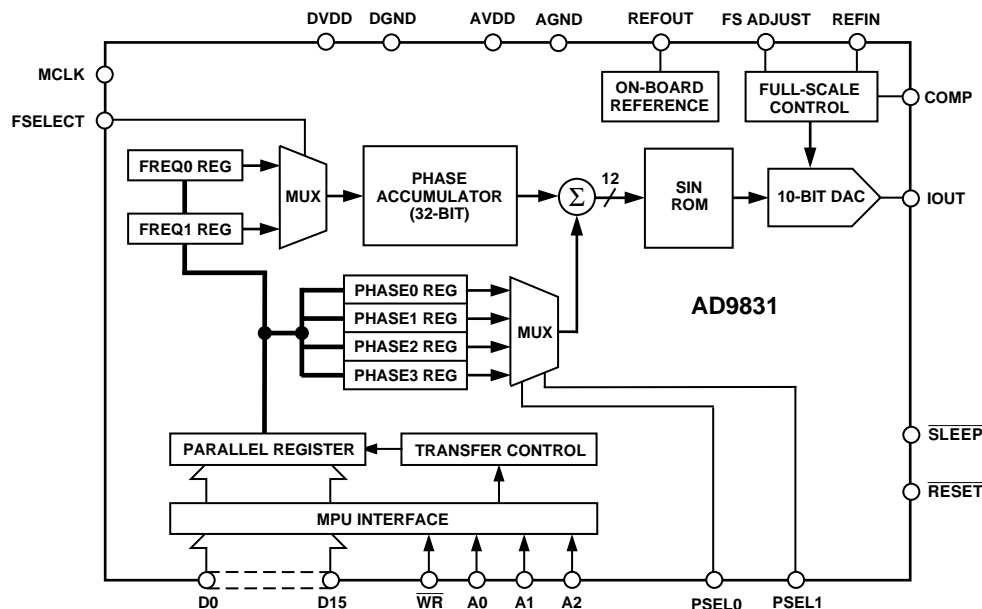 DVDD DGND AVDD AGND REFOUT FS ADJUST REFIN
MCLK
FSELECT
ON-BOARD
REFERENCE
FULL-SCALE
CONTROL
COMP
FREQ0 REG
FREQ1 REG
MUX
PHASE
ACCUMULATOR
(32-BIT)
Σ
12
SIN
ROM
10-BIT DAC
IOUT
PHASE0 REG
PHASE1 REG
PHASE2 REG
PHASE3 REG
MUX
AD9831
PARALLEL REGISTER
TRANSFER CONTROL
SLEEP
RESET
MPU INTERFACE
D0 D15 WR A0 A1 A2 PSEL0 PSEL1